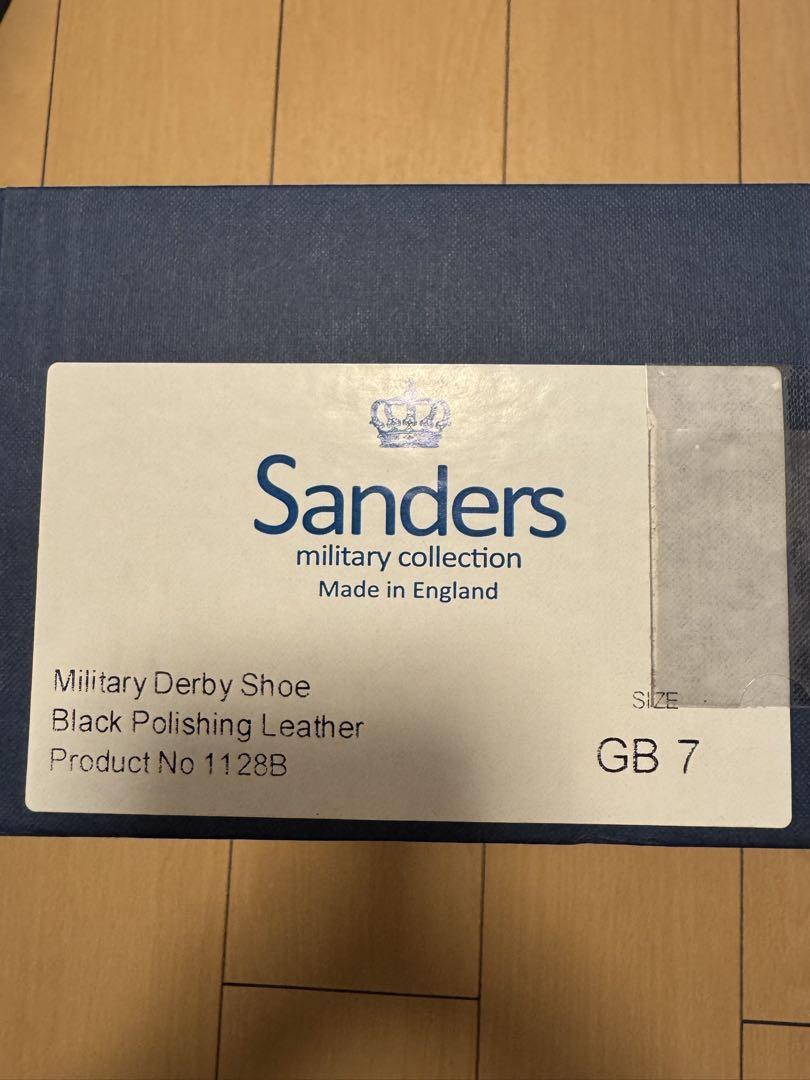 Sanders
military collection
Made in England
Military Derby Shoe
Black Polishing Leather
Product No 1128B
SIZE
GB 7